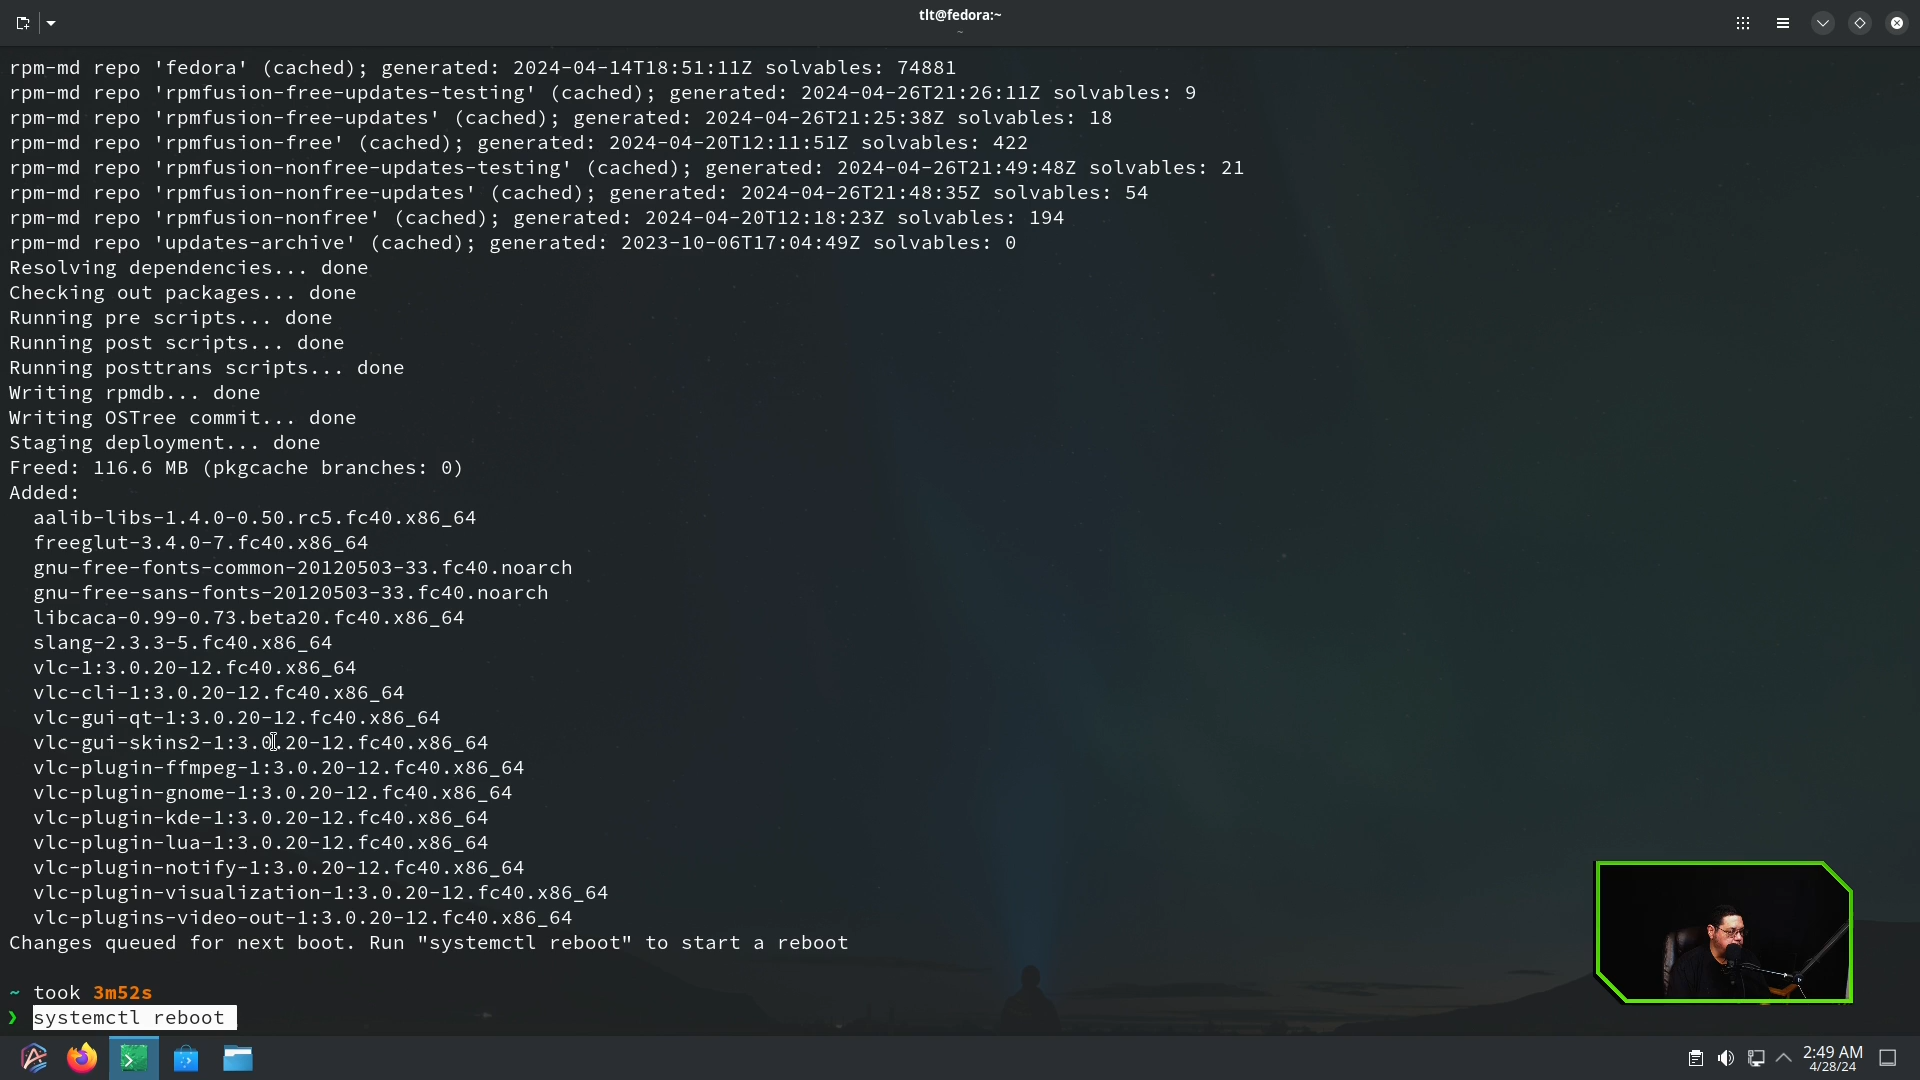 tlt@fedora:~
~
rpm-md repo 'fedora' (cached); generated: 2024-04-14T18:51:11Z solvables: 74881
rpm-md repo 'rpmfusion-free-updates-testing' (cached); generated: 2024-04-26T21:26:11Z solvables: 9
rpm-md repo 'rpmfusion-free-updates' (cached); generated: 2024-04-26T21:25:38Z solvables: 18
rpm-md repo 'rpmfusion-free' (cached); generated: 2024-04-20T12:11:51Z solvables: 422
rpm-md repo 'rpmfusion-nonfree-updates-testing' (cached); generated: 2024-04-26T21:49:48Z solvables: 21
rpm-md repo 'rpmfusion-nonfree-updates' (cached); generated: 2024-04-26T21:48:35Z solvables: 54
rpm-md repo 'rpmfusion-nonfree' (cached); generated: 2024-04-20T12:18:23Z solvables: 194
rpm-md repo 'updates-archive' (cached); generated: 2023-10-06T17:04:49Z solvables: 0
Resolving dependencies... done
Checking out packages... done
Running pre scripts... done
Running post scripts... done
Running posttrans scripts... done
Writing rpmdb... done
Writing OSTree commit... done
Staging deployment... done
Freed: 116.6 MB (pkgcache branches: 0)
Added:
aalib-libs-1.4.0-0.50.rc5.fc40.x86_64
freeglut-3.4.0-7.fc40.x86_64
gnu-free-fonts-common-20120503-33.fc40.noarch
gnu-free-sans-fonts-20120503-33.fc40.noarch
libcaca-0.99-0.73.beta20.fc40.x86_64
slang-2.3.3-5.fc40.x86_64
vlc-1:3.0.20-12.fc40.x86_64
vlc-cli-1:3.0.20-12.fc40.x86_64
vlc-gui-qt-1:3.0.20-12.fc40.x86_64
vlc-gui-skins2-1:3.0.20-12.fc40.x86_64
vlc-plugin-ffmpeg-1:3.0.20-12.fc40.x86_64
vlc-plugin-gnome-1:3.0.20-12.fc40.x86_64
vlc-plugin-kde-1:3.0.20-12.fc40.x86_64
vlc-plugin-lua-1:3.0.20-12.fc40.x86_64
vlc-plugin-notify-1:3.0.20-12.fc40.x86_64
vlc-plugin-visualization-1:3.0.20-12.fc40.x86_64
vlc-plugins-video-out-1:3.0.20-12.fc40.x86_64
Changes queued for next boot. Run "systemctl reboot" to start a reboot
~ took 3m52s
❯ systemctl reboot
2:49 AM
4/28/24